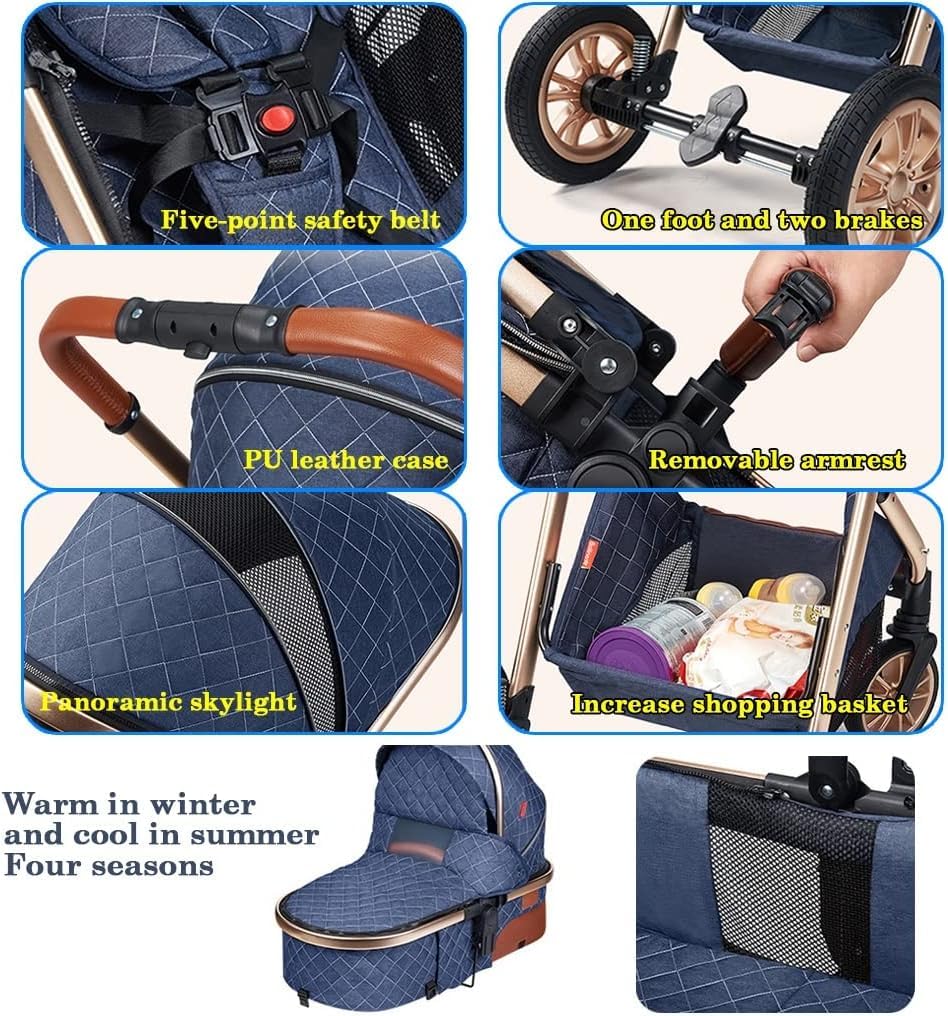 Five-point safety belt
One foot and two brakes
PU leather case
Removable armrest
Panoramic skylight
Increase shopping basket
Warm in winter
and cool in summer
Four seasons